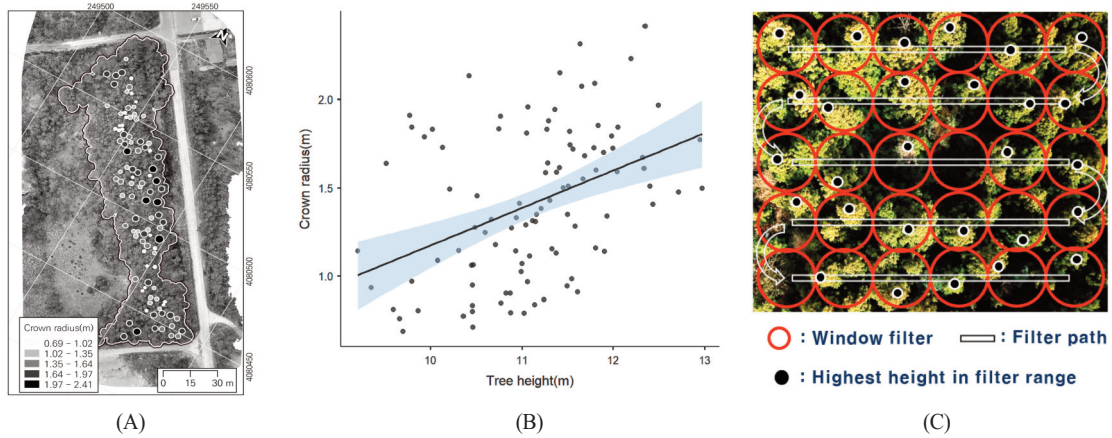 249500
249550
4080600
4080550
4080500
4080450
N
Crown radius(m)
0.69 - 1.02
1.02 - 1.35
1.35 - 1.64
1.64 - 1.97
1.97 - 2.41
0 15 30 m
(A)
Crown radius(m)
2.0
1.5
1.0
10 11 12 13
Tree height(m)
(B)
: Window filter
: Filter path
: Highest height in filter range
(C)